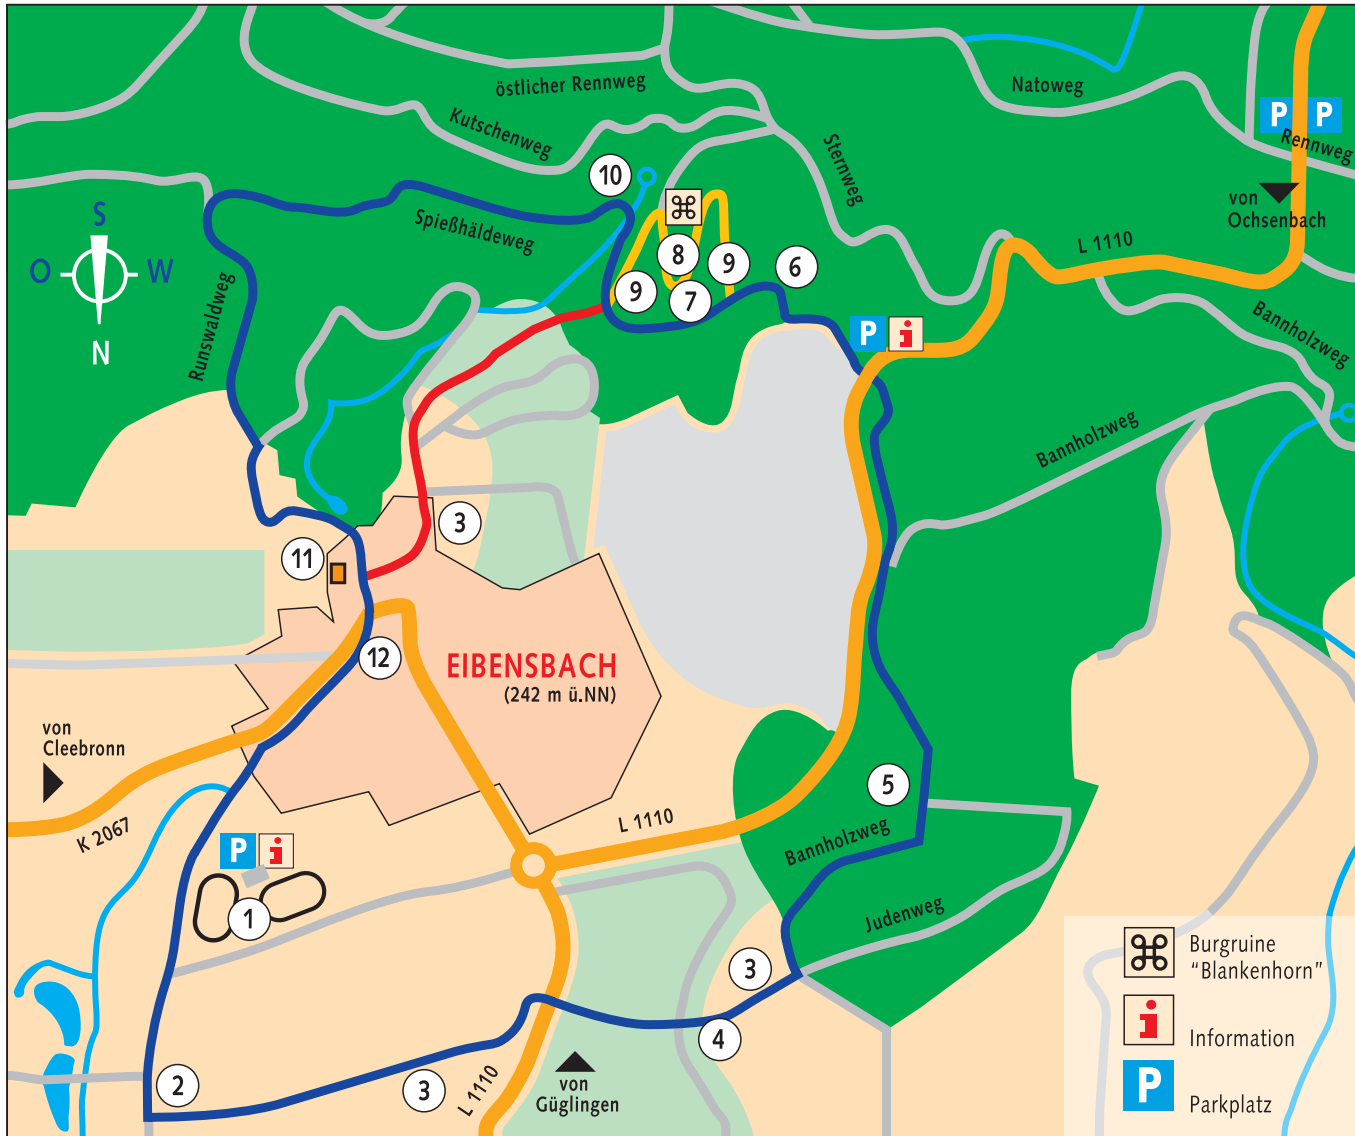 östlicher Rennweg
Natoweg
Kutschenweg
P P
Rennweg
Sternweg
10
von
Ochsenbach
S
O W
N
Spießhäldeweg
L 1110
8
9
6
9
7
Runswaldweg
Bannholzweg
P i
Bannholzweg
3
11
12
EIBENSBACH
(242 m ü.NN)
von
Cleebronn
K 2067
5
L 1110
Bannholzweg
P i
1
Judenweg
3
4
2
3
L 1110
von
Güglingen
Burgruine
"Blankenhorn"
i Information
P Parkplatz